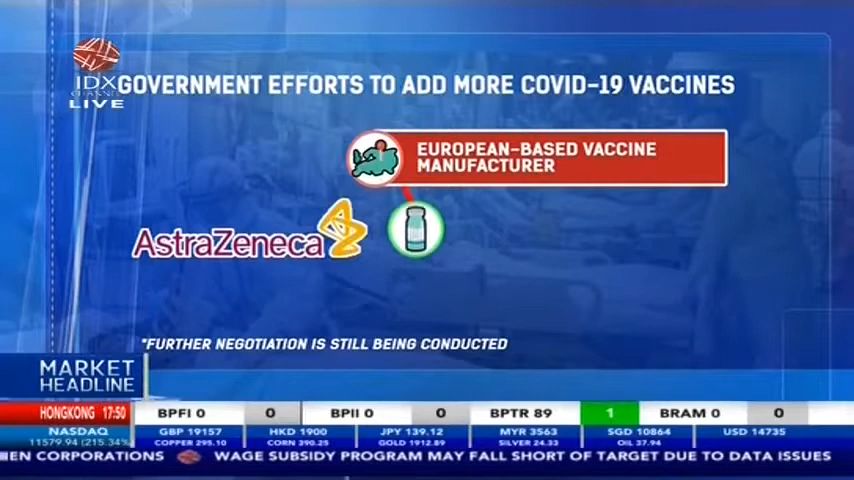 IDX
CHANNEL
LIVE
GOVERNMENT EFFORTS TO ADD MORE COVID-19 VACCINES
EUROPEAN-BASED VACCINE
MANUFACTURER
AstraZeneca
*FURTHER NEGOTIATION IS STILL BEING CONDUCTED
MARKET
HEADLINE
HONGKONG 17:50 BPFI 0 0 BPII 0 0 BPTR 89 1 BRAM 0 0
NASDAQ GBP 19157 HKD 1900 JPY 139.12 MYR 3563 SGD 10864 USD 14735
11579.94 (215.34% COPPER 295.10 CORN 390.25 GOLD 1912.89 SILVER 24.33 OIL 37.94
EN CORPORATIONS WAGE SUBSIDY PROGRAM MAY FALL SHORT OF TARGET DUE TO DATA ISSUES